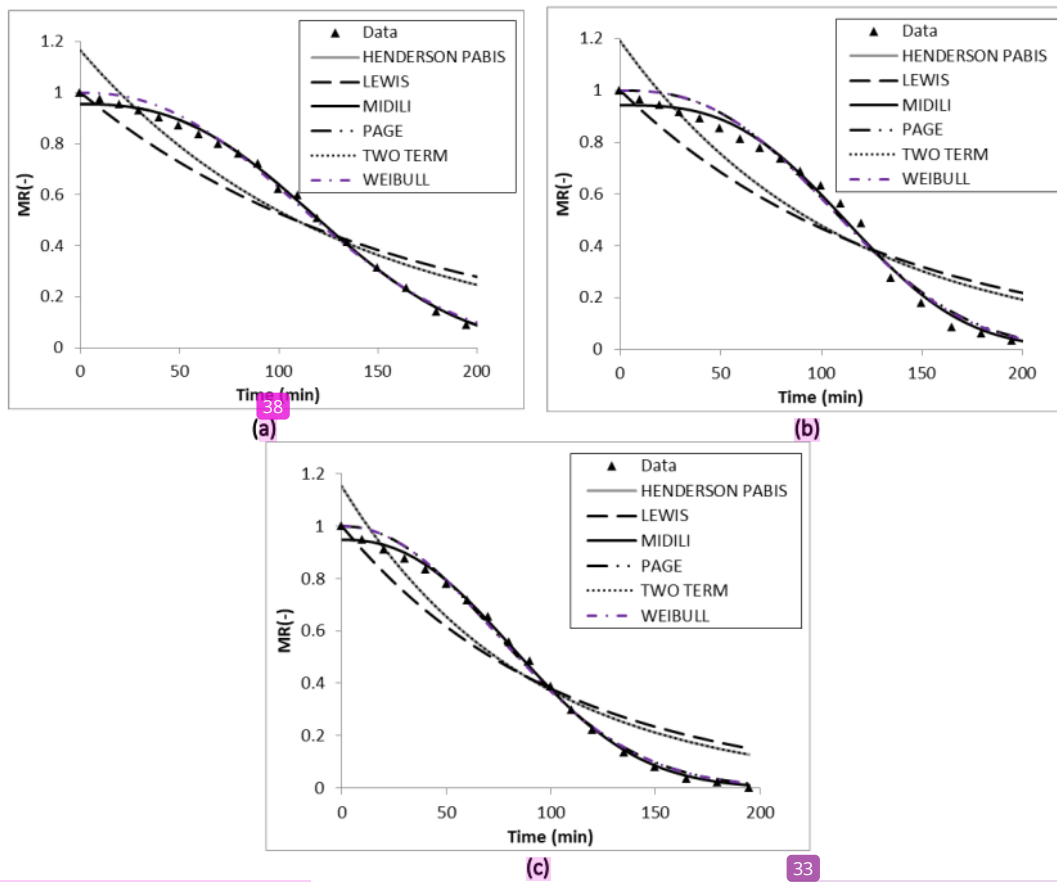 1.2
1
0.8
0.6
0.4
0.2
0
MR(-)
0 50 100 150 200
Time (min)
Data
HENDERSON PABIS
LEWIS
MIDILI
PAGE
TWO TERM
WEIBULL
38
(a)
1.2
1
0.8
0.6
0.4
0.2
0
MR(-)
0 50 100 150 200
Time (min)
Data
HENDERSON PABIS
LEWIS
MIDILI
PAGE
TWO TERM
WEIBULL
(b)
1.2
1
0.8
0.6
0.4
0.2
0
MR(-)
0 50 100 150 200
Time (min)
Data
HENDERSON PABIS
LEWIS
MIDILI
PAGE
TWO TERM
WEIBULL
(c)
33